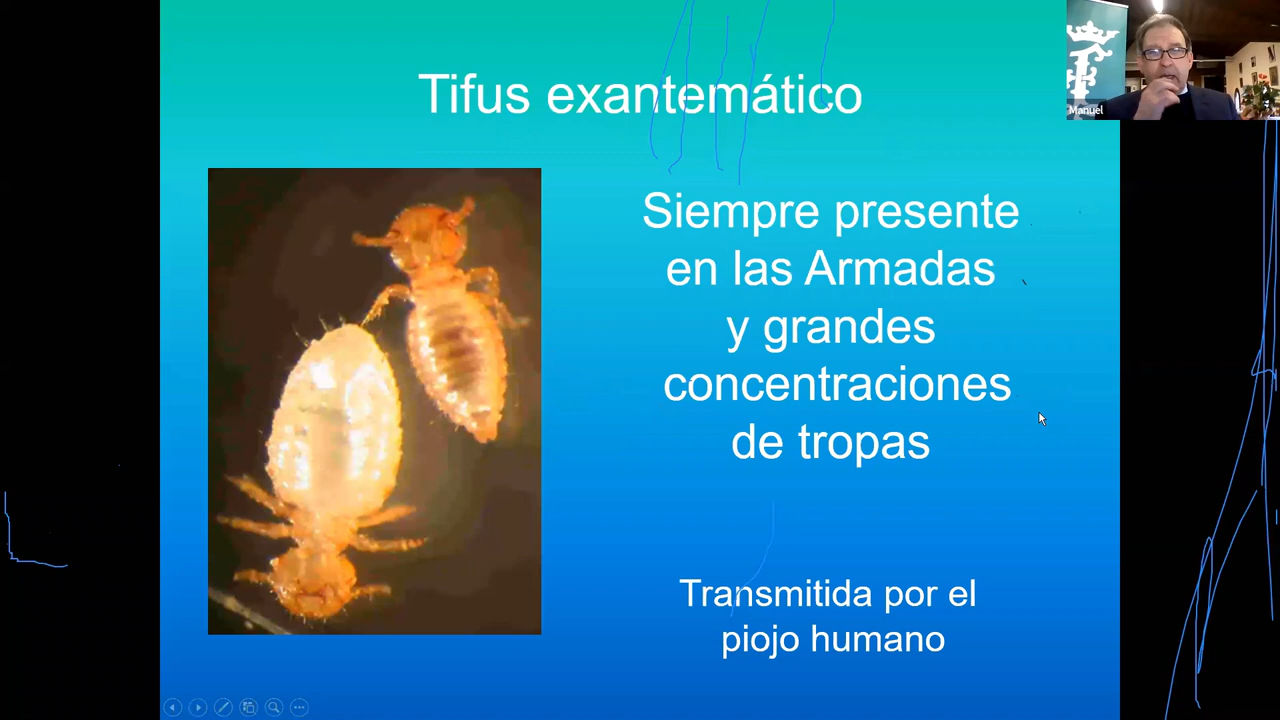 Tifus exantemático
Manuel
Siempre presente
en las Armadas
y grandes
concentraciones
de tropas
Transmitida por el
piojo humano